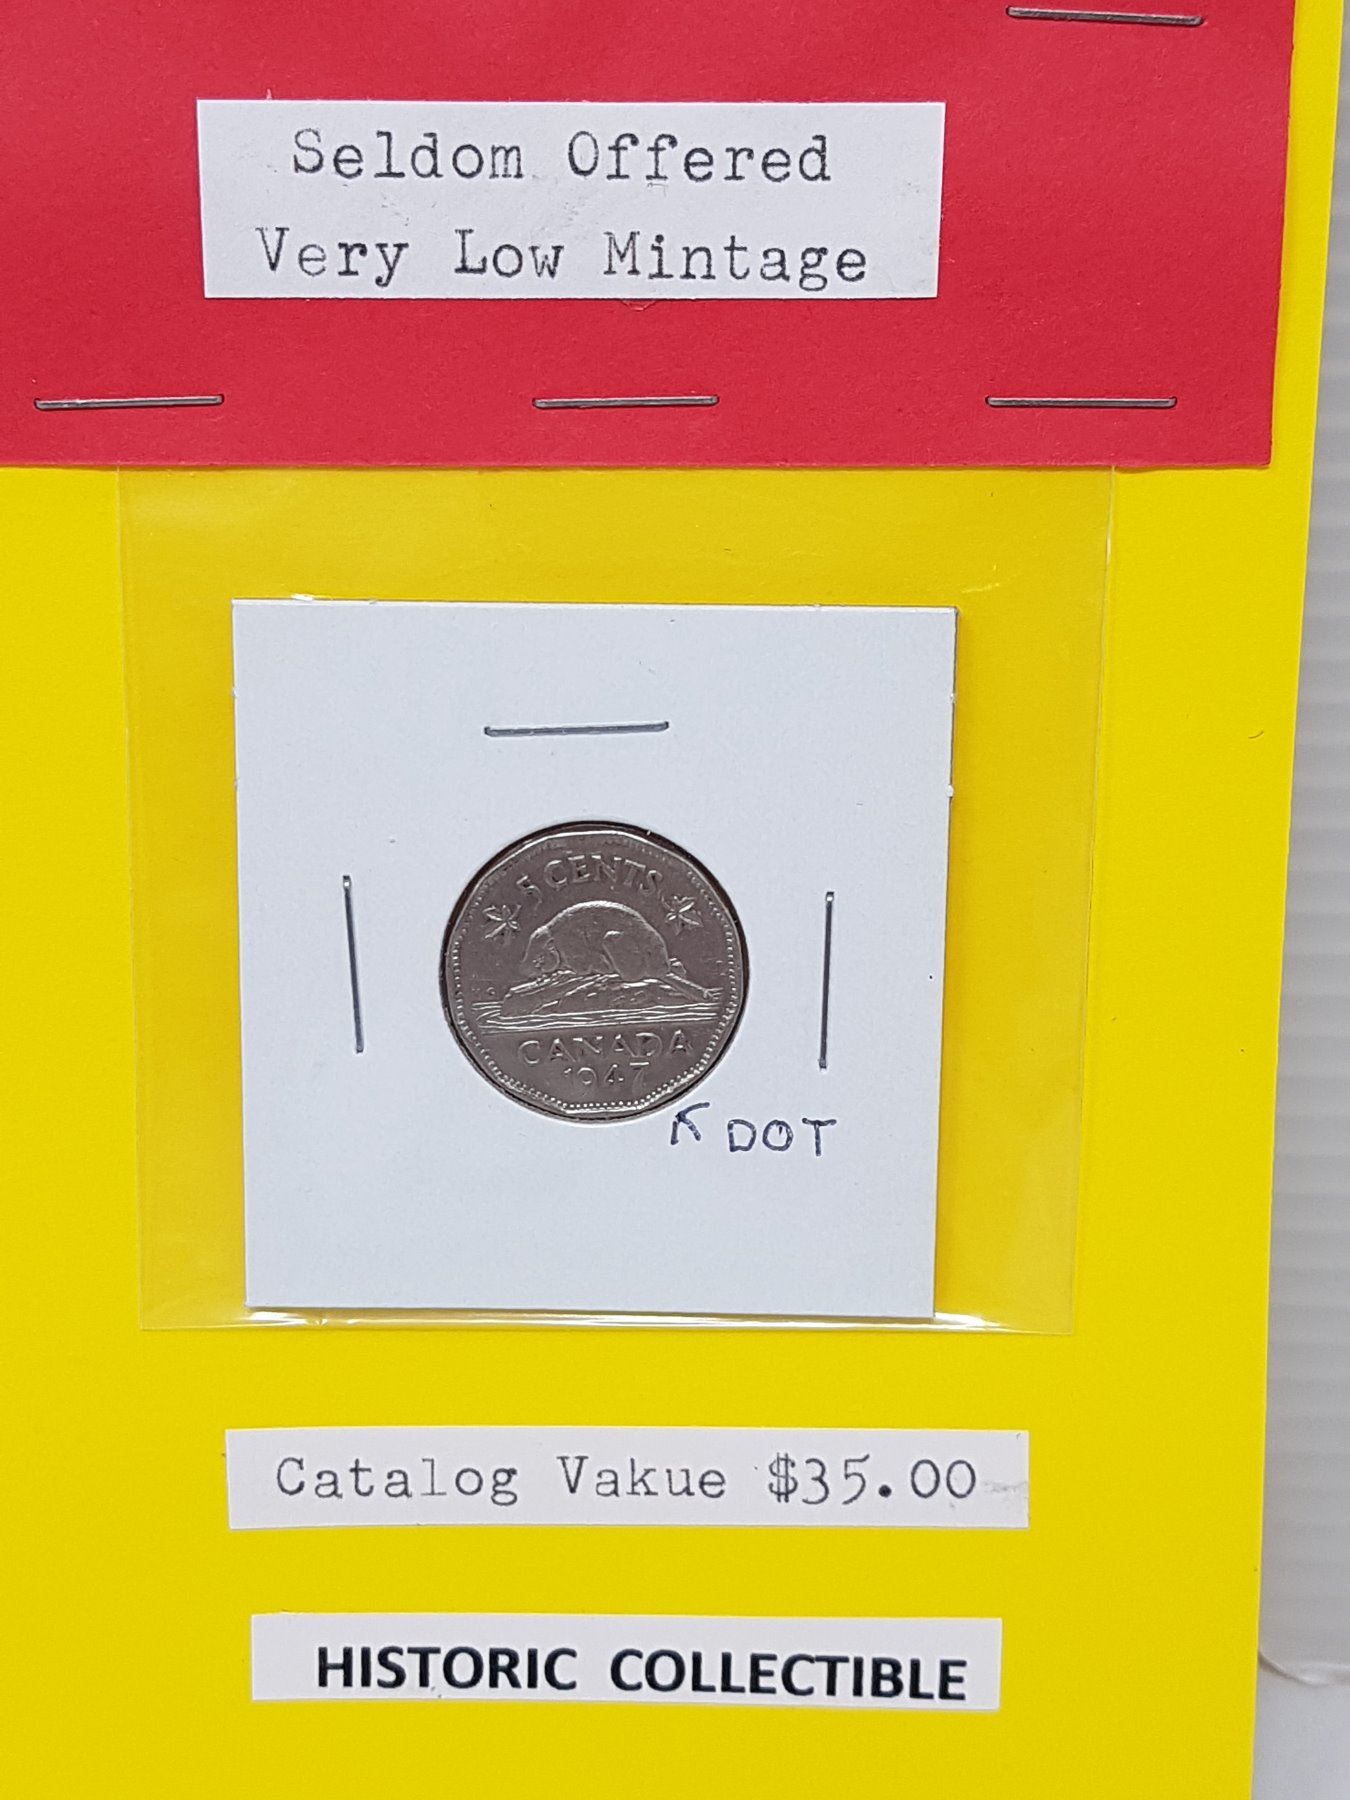 Seldom Offered
Very Low Mintage
5 CENTS
CANADA
1947
DOT
Catalog Vakue $35.00
HISTORIC COLLECTIBLE